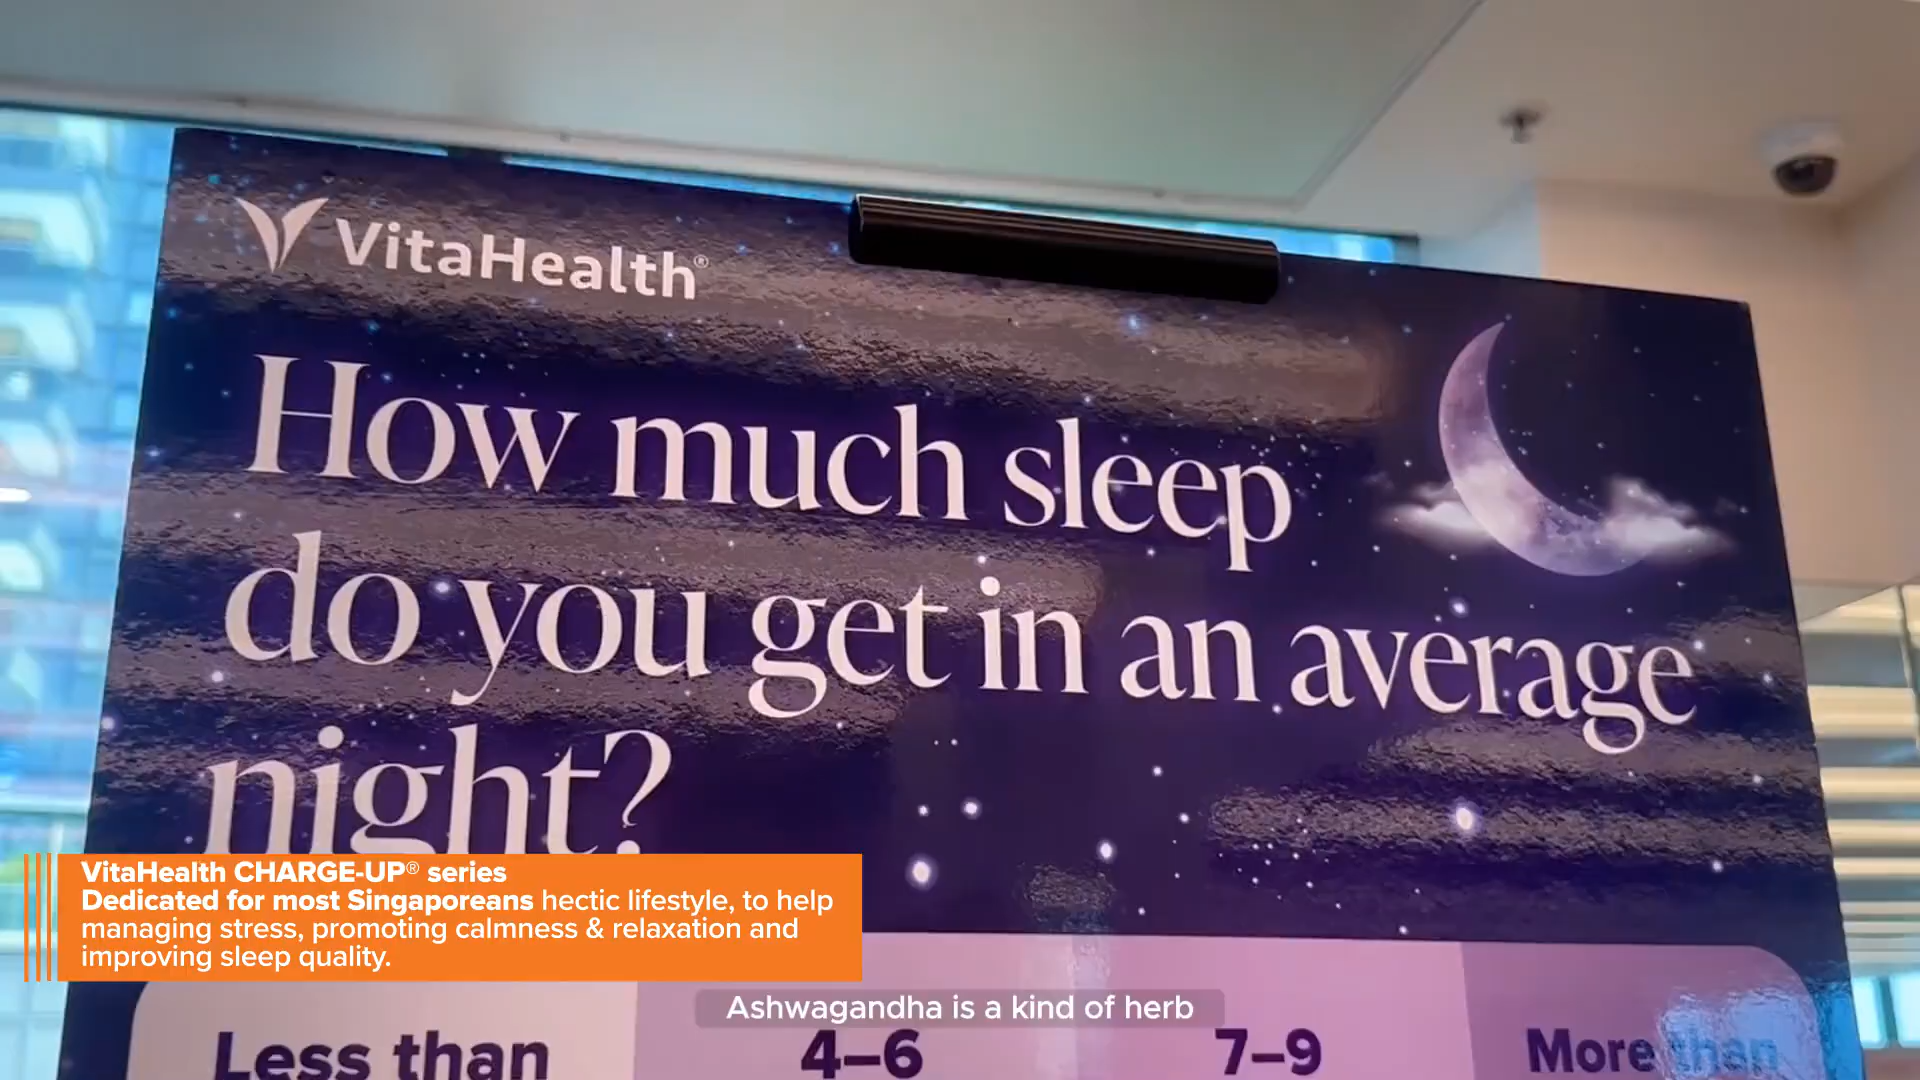 VitaHealth®
How much sleep
do you get in an average
night?
VitaHealth CHARGE-UP® series
Dedicated for most Singaporeans hectic lifestyle, to help
managing stress, promoting calmness & relaxation and
improving sleep quality.
Ashwagandha is a kind of herb
Less than
4–6
7–9
More than